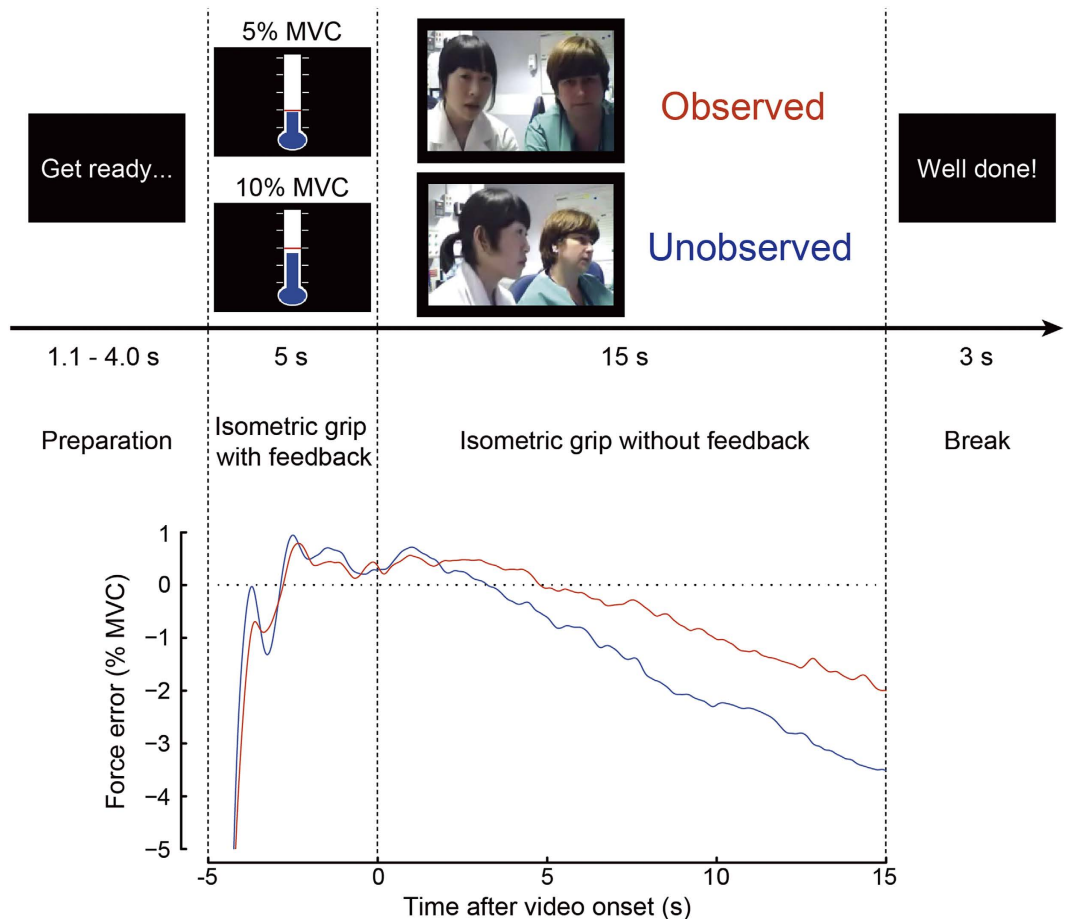 5% MVC
Get ready...
10% MVC
Observed
Unobserved
Well done!
1.1 - 4.0 s
5 s
15 s
3 s
Preparation
Isometric grip
with feedback
Isometric grip without feedback
Break
Force error (% MVC)
1
0
−1
−2
−3
−4
-5
-5
0
5
10
15
Time after video onset (s)